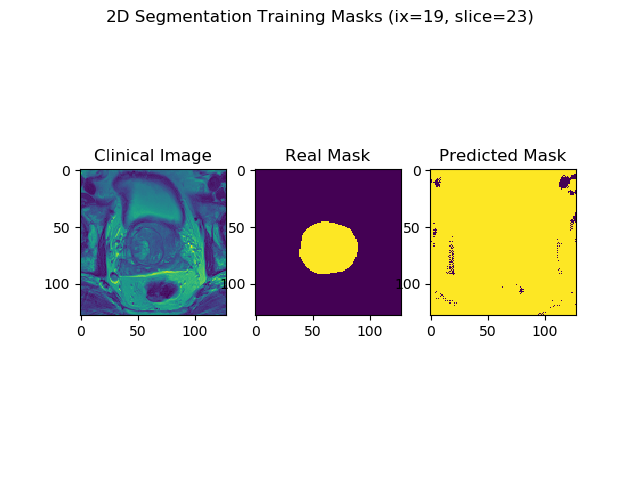 2D Segmentation Training Masks (ix=19, slice=23)
Clinical Image Real Mask Predicted Mask
0 0 0
50 50 50
100 100 100
0 50 100 0 50 100 0 50 100